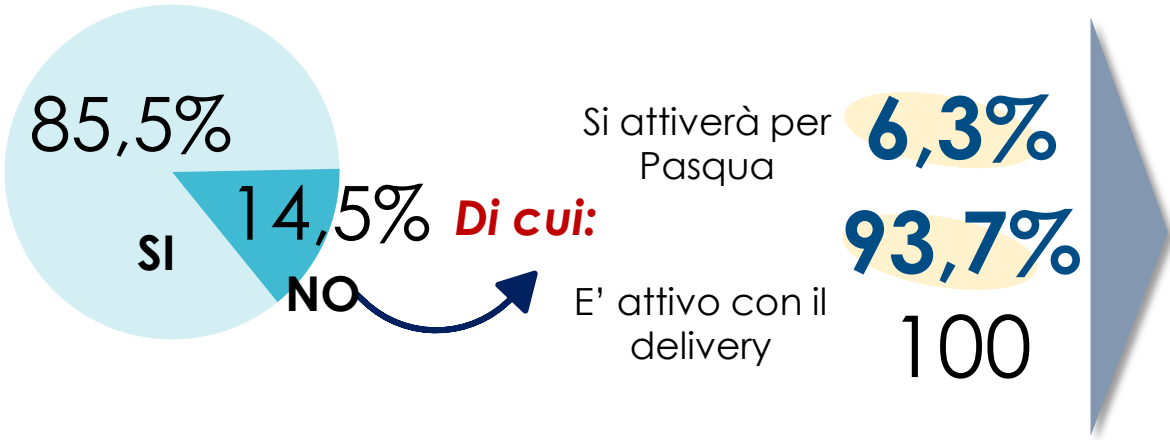 85,5%
SI
14,5%
NO
Di cui:
Si attiverà per
Pasqua
6,3%
93,7%
E' attivo con il
delivery
100